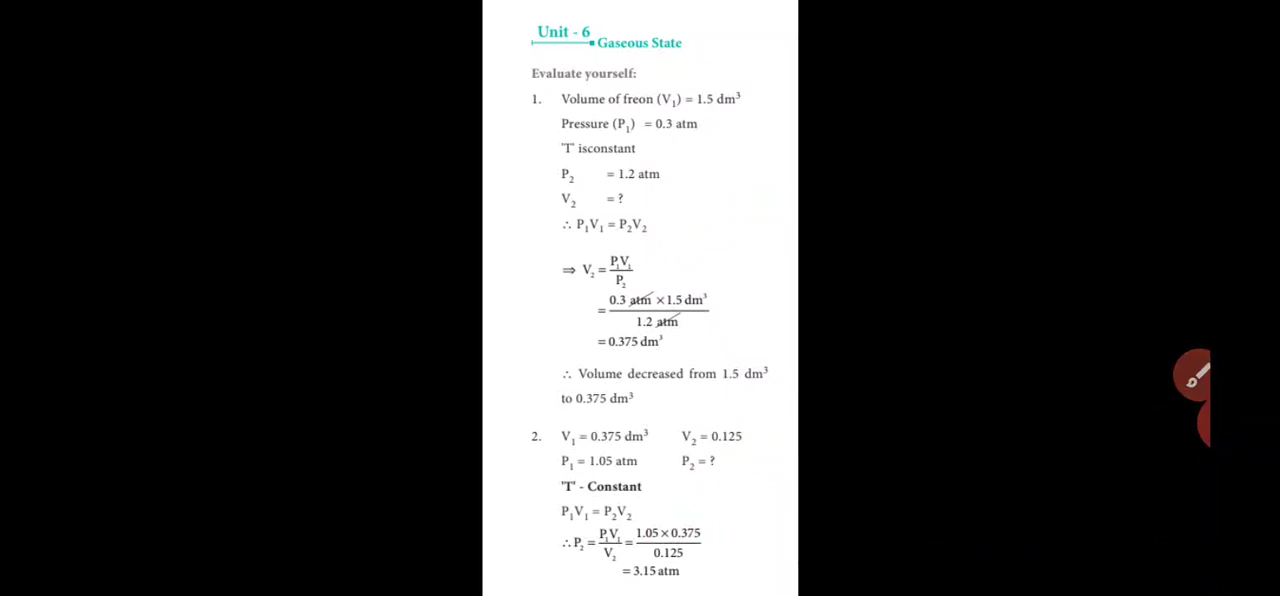 Unit - 6
Gaseous State
Evaluate yourself:
1. Volume of freon (V₁) = 1.5 dm³
Pressure (P₁) = 0.3 atm
'T' isconstant
P₂ = 1.2 atm
V₂ = ?
∴ P₁V₁ = P₂V₂
⇒ V₂ = P₁V₁ / P₂
= 0.3 atm × 1.5 dm³ / 1.2 atm
= 0.375 dm³
∴ Volume decreased from 1.5 dm³
to 0.375 dm³
2. V₁ = 0.375 dm³ V₂ = 0.125
P₁ = 1.05 atm P₂ = ?
'T' - Constant
P₁V₁ = P₂V₂
∴ P₂ = P₁V₁ / V₂ = 1.05 × 0.375 / 0.125
= 3.15 atm